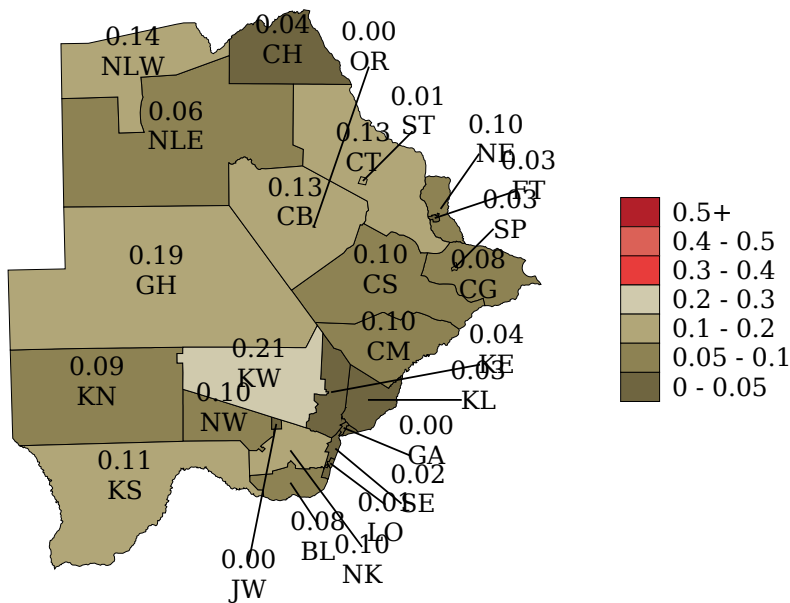 0.14
NLW
0.04
CH
0.00
OR
0.01
ST
0.06
NLE
0.13
CT
0.10
NE
0.03
FT
0.13
CB
0.03
SP
0.19
GH
0.10
CS
0.08
CG
0.10
CM
0.04
KE
0.03
KL
0.21
KW
0.09
KN
0.10
NW
0.00
GA
0.11
KS
0.02
SE
0.01
LO
0.08
BL
0.10
NK
0.00
JW
0.5+
0.4 - 0.5
0.3 - 0.4
0.2 - 0.3
0.1 - 0.2
0.05 - 0.1
0 - 0.05